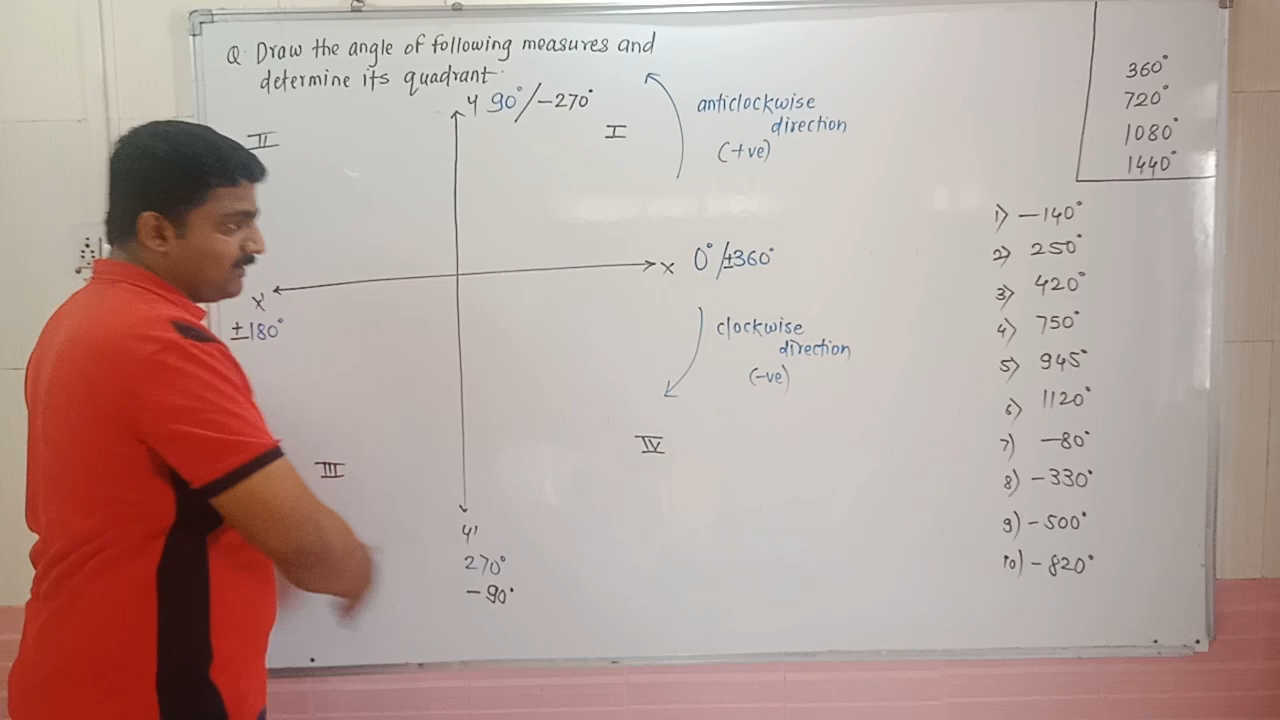 Q. Draw the angle of following measures and
determine its quadrant.
II
Y 90°/-270°
I
anticlockwise
direction
(+ve)
X 0°/±360°
X'
±180°
clockwise
direction
(-ve)
III
IV
Y'
270°
-90°
360°
720°
1080°
1440°
1) -140°
2) 250°
3) 420°
4) 750°
5) 945°
6) 1120°
7) -80°
8) -330°
9) -500°
10) -820°